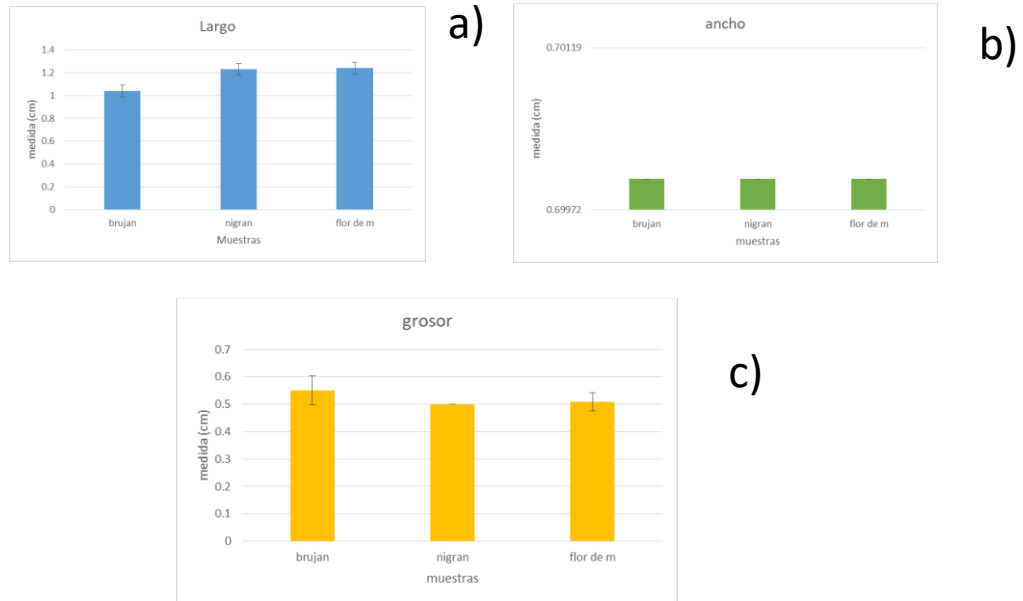 Largo
a)
medida (cm)
1.4
1.2
1
0.8
0.6
0.4
0.2
0
brujan nigran flor de m
Muestras
ancho
b)
medida (cm)
0.70119
0.69972
brujan nigran flor de m
muestras
grosor
c)
medida (cm)
0.7
0.6
0.5
0.4
0.3
0.2
0.1
0
brujan nigran flor de m
muestras